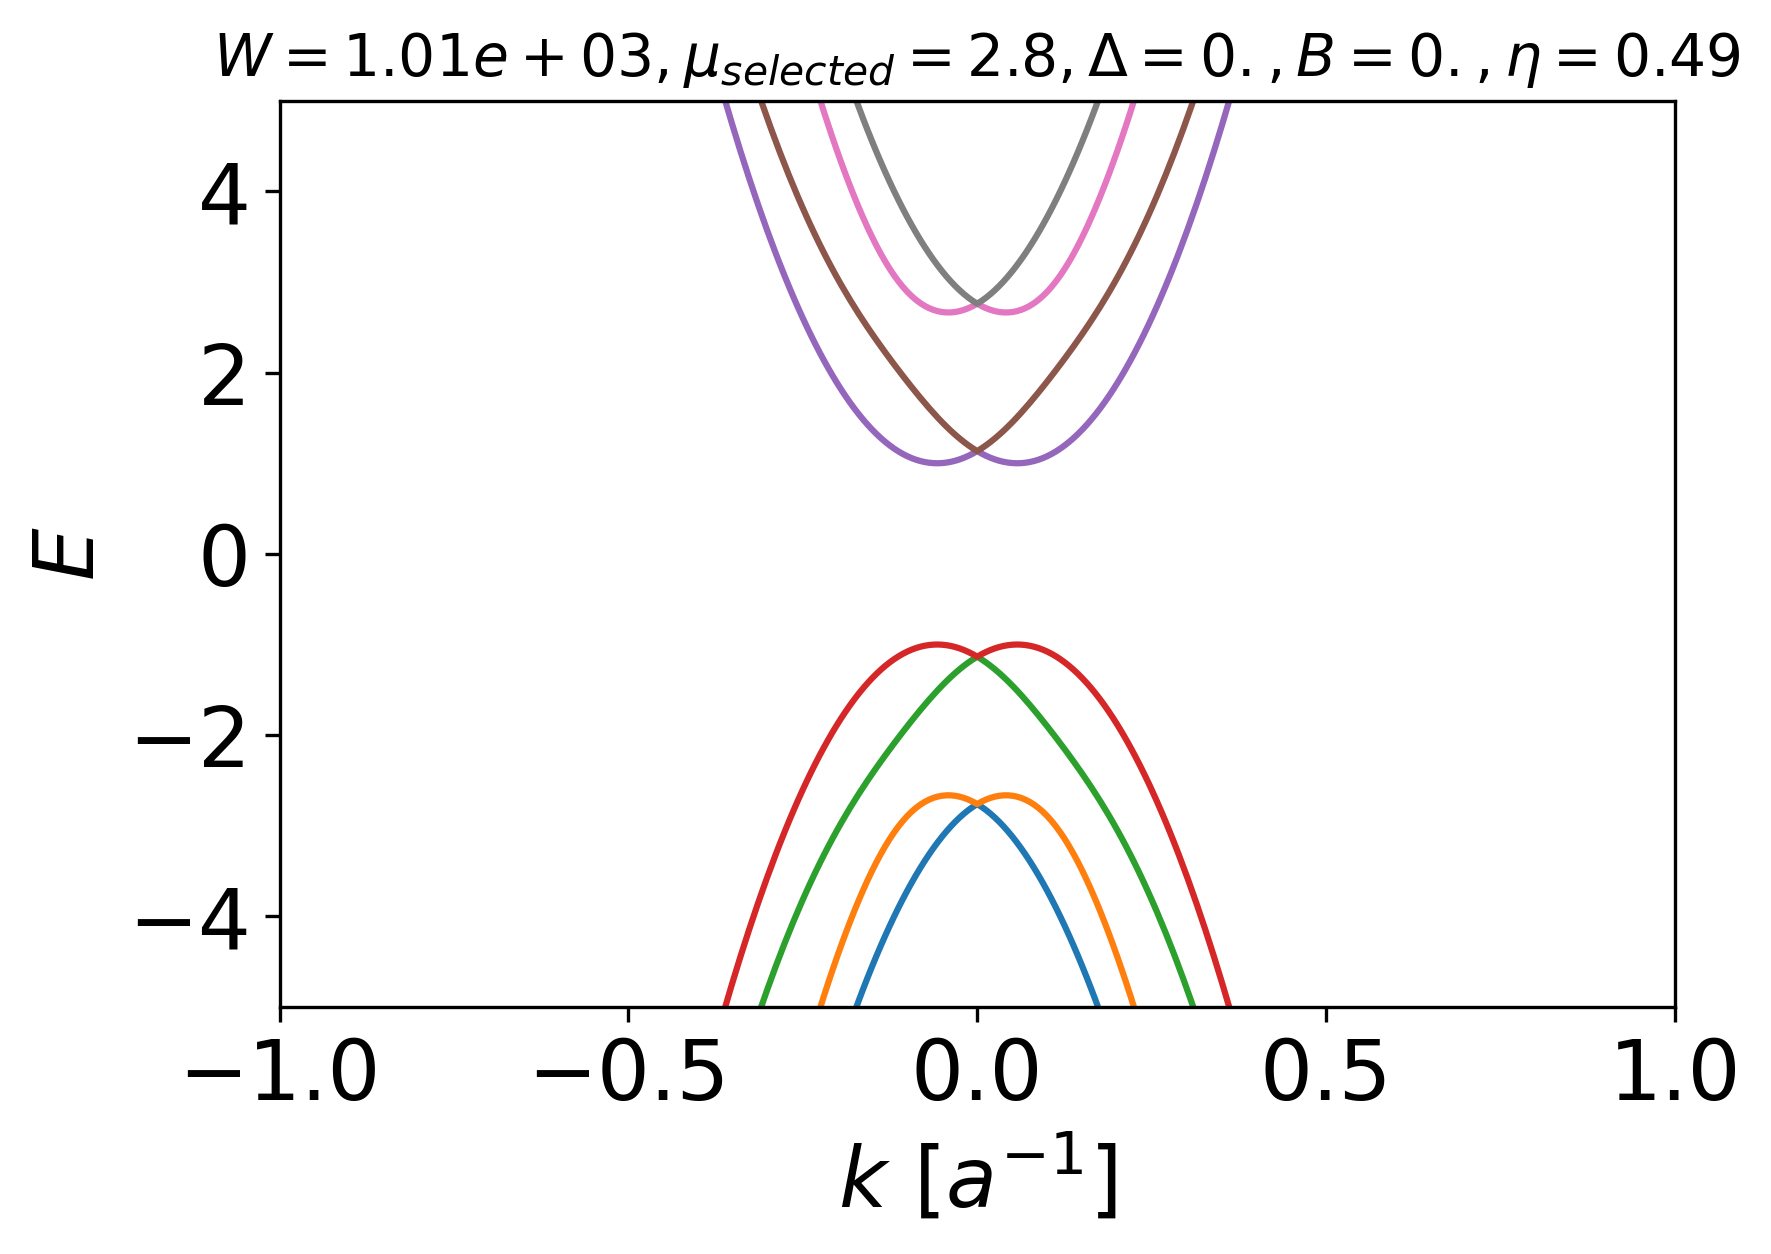 W = 1.01e + 03, μselected = 2.8, Δ = 0. , B = 0. , η = 0.49
4
2
0
−2
−4
E
−1.0 −0.5 0.0 0.5 1.0
k [a⁻¹]